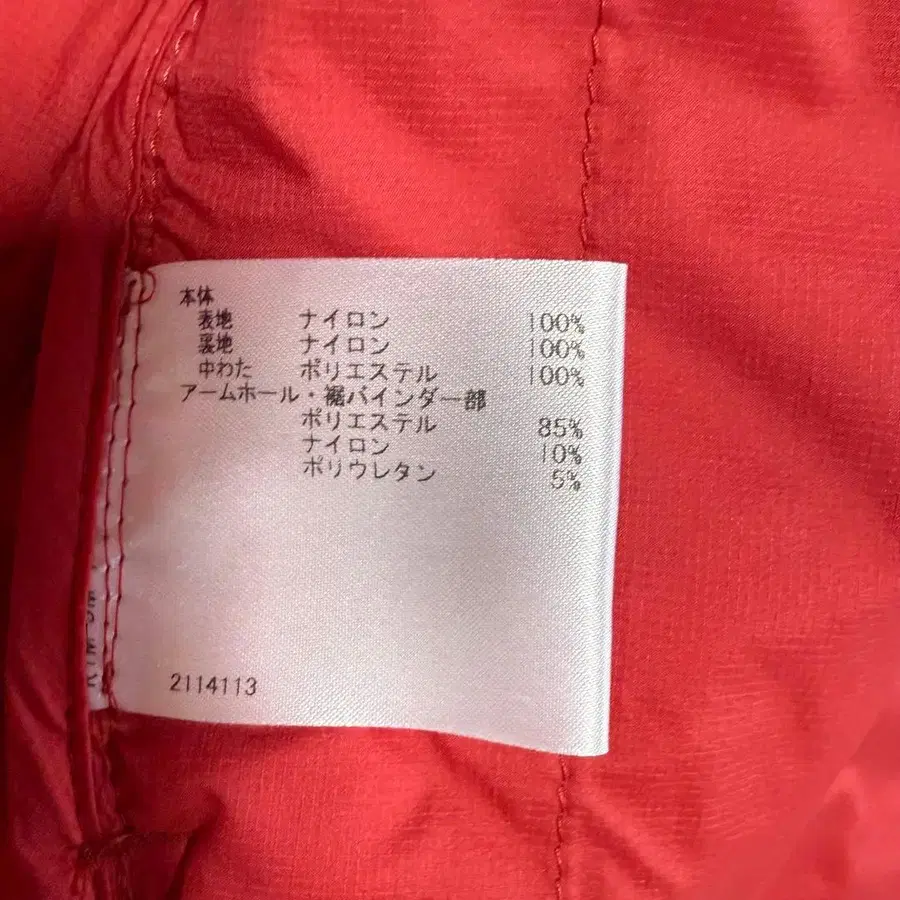 本体
表地 ナイロン 100%
裏地 ナイロン 100%
中わた ポリエステル 100%
アームホール・裾バインダー部
ポリエステル 85%
ナイロン 10%
ポリウレタン 5%
2114113